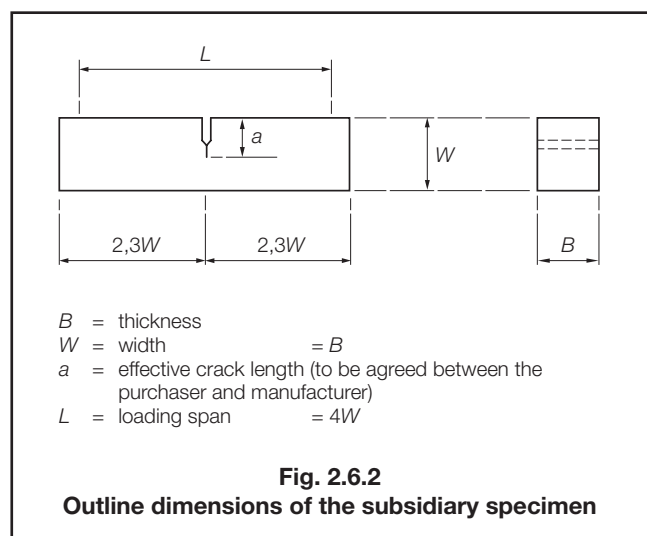 L
a
W
2,3W 2,3W B
B = thickness
W = width = B
a = effective crack length (to be agreed between the
purchaser and manufacturer)
L = loading span = 4W
Fig. 2.6.2
Outline dimensions of the subsidiary specimen